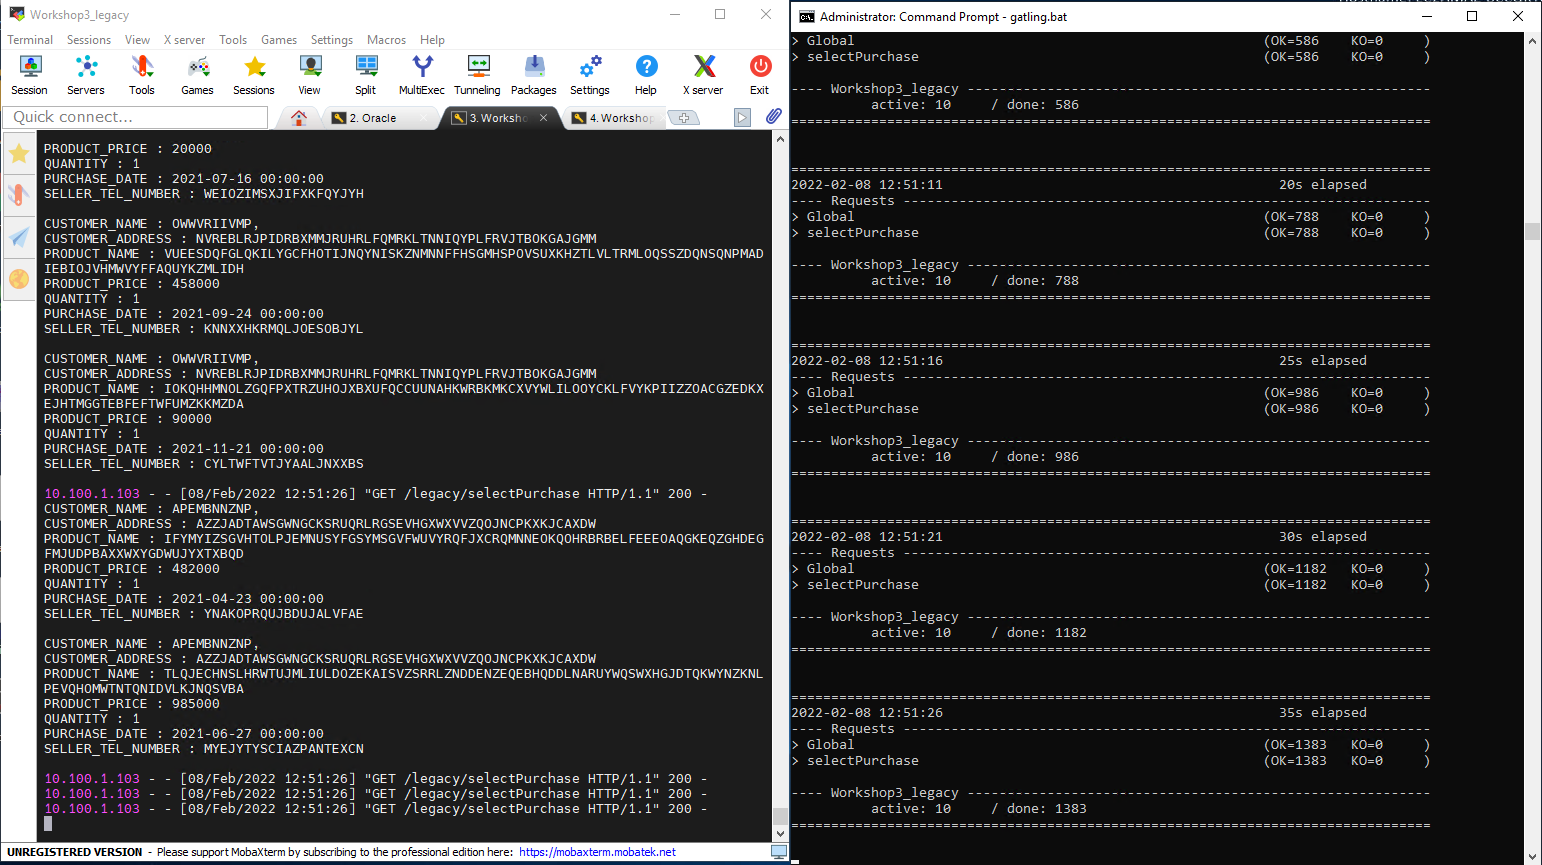 Workshop3_legacy
Terminal Sessions View X server Tools Games Settings Macros Help
Session Servers Tools Games Sessions View Split MultiExec Tunneling Packages Settings Help X server Exit
Quick connect...
2. Oracle
3. Worksho
4. Workshop
PRODUCT_PRICE : 20000
QUANTITY : 1
PURCHASE_DATE : 2021-07-16 00:00:00
SELLER_TEL_NUMBER : WEIOZIMSXJIFXKFQYJYH
CUSTOMER_NAME : OWWVRIIVMP,
CUSTOMER_ADDRESS : NVREBLRJPIDRBXMMJRUHRLFQMRKLTNNIQYPLFRVJTBOKGAJGMM
PRODUCT_NAME : VUEESDQFGLQKILYGCFHOTIJNQYNISKZNMNNFFHSGMHSPOVSUXKHZTLVLTRMLOQSSZDQNSQNPMAD
IEBIOJVHMWVYFFAQUYKZMLIDH
PRODUCT_PRICE : 458000
QUANTITY : 1
PURCHASE_DATE : 2021-09-24 00:00:00
SELLER_TEL_NUMBER : KNNXXHKRMQLJOESOBJYL
CUSTOMER_NAME : OWWVRIIVMP,
CUSTOMER_ADDRESS : NVREBLRJPIDRBXMMJRUHRLFQMRKLTNNIQYPLFRVJTBOKGAJGMM
PRODUCT_NAME : IOKQHHMNOLZGQFPXTRZUHOJXBXUFQCCUUNAHKWRBKMKCXVYWLILOOYCKLFVYKPIIZZOACGZEDKX
EJHTMGGTEBFEFTWFUMZKKMZDA
PRODUCT_PRICE : 90000
QUANTITY : 1
PURCHASE_DATE : 2021-11-21 00:00:00
SELLER_TEL_NUMBER : CYLTWFTVTJYAALJNXXBS
10.100.1.103 - - [08/Feb/2022 12:51:26] "GET /legacy/selectPurchase HTTP/1.1" 200 -
CUSTOMER_NAME : APEMBNNZNP,
CUSTOMER_ADDRESS : AZZJADTAWSGWNGCKSRUQRLRGSEVHGXWXVVZQOJNCPKXKJCAXDW
PRODUCT_NAME : IFYMYIZSGVHTOLPJEMNUSYFGSYMSGVFWUVYRQFJXCRQMNNEOKQOHRBRBELFEEEOAQGKEQZGHDEG
FMJUDPBAXXWXYGDWUJYXTXBQD
PRODUCT_PRICE : 482000
QUANTITY : 1
PURCHASE_DATE : 2021-04-23 00:00:00
SELLER_TEL_NUMBER : YNAKOPRQUJBDUJALVFAE
CUSTOMER_NAME : APEMBNNZNP,
CUSTOMER_ADDRESS : AZZJADTAWSGWNGCKSRUQRLRGSEVHGXWXVVZQOJNCPKXKJCAXDW
PRODUCT_NAME : TLQJECHNSLHRWTUJMLIULDOZEKAISVZSRRLZNDDENZEQEBHQDDLNARUYWQSWXHGJDTQKWYNZKNL
PEVQHOMWTNTQNIDVLKJNQSVBA
PRODUCT_PRICE : 985000
QUANTITY : 1
PURCHASE_DATE : 2021-06-27 00:00:00
SELLER_TEL_NUMBER : MYEJYTYSCIAZPANTEXCN
10.100.1.103 - - [08/Feb/2022 12:51:26] "GET /legacy/selectPurchase HTTP/1.1" 200 -
10.100.1.103 - - [08/Feb/2022 12:51:26] "GET /legacy/selectPurchase HTTP/1.1" 200 -
10.100.1.103 - - [08/Feb/2022 12:51:26] "GET /legacy/selectPurchase HTTP/1.1" 200 -
UNREGISTERED VERSION - Please support MobaXterm by subscribing to the professional edition here: https://mobaxterm.mobatek.net
Administrator: Command Prompt - gatling.bat
> Global (OK=586 KO=0 )
> selectPurchase (OK=586 KO=0 )
---- Workshop3_legacy ----------------------------------------------------------
active: 10 / done: 586
================================================================================
================================================================================
2022-02-08 12:51:11 20s elapsed
---- Requests ------------------------------------------------------------------
> Global (OK=788 KO=0 )
> selectPurchase (OK=788 KO=0 )
---- Workshop3_legacy ----------------------------------------------------------
active: 10 / done: 788
================================================================================
================================================================================
2022-02-08 12:51:16 25s elapsed
---- Requests ------------------------------------------------------------------
> Global (OK=986 KO=0 )
> selectPurchase (OK=986 KO=0 )
---- Workshop3_legacy ----------------------------------------------------------
active: 10 / done: 986
================================================================================
================================================================================
2022-02-08 12:51:21 30s elapsed
---- Requests ------------------------------------------------------------------
> Global (OK=1182 KO=0 )
> selectPurchase (OK=1182 KO=0 )
---- Workshop3_legacy ----------------------------------------------------------
active: 10 / done: 1182
================================================================================
================================================================================
2022-02-08 12:51:26 35s elapsed
---- Requests ------------------------------------------------------------------
> Global (OK=1383 KO=0 )
> selectPurchase (OK=1383 KO=0 )
---- Workshop3_legacy ----------------------------------------------------------
active: 10 / done: 1383
================================================================================